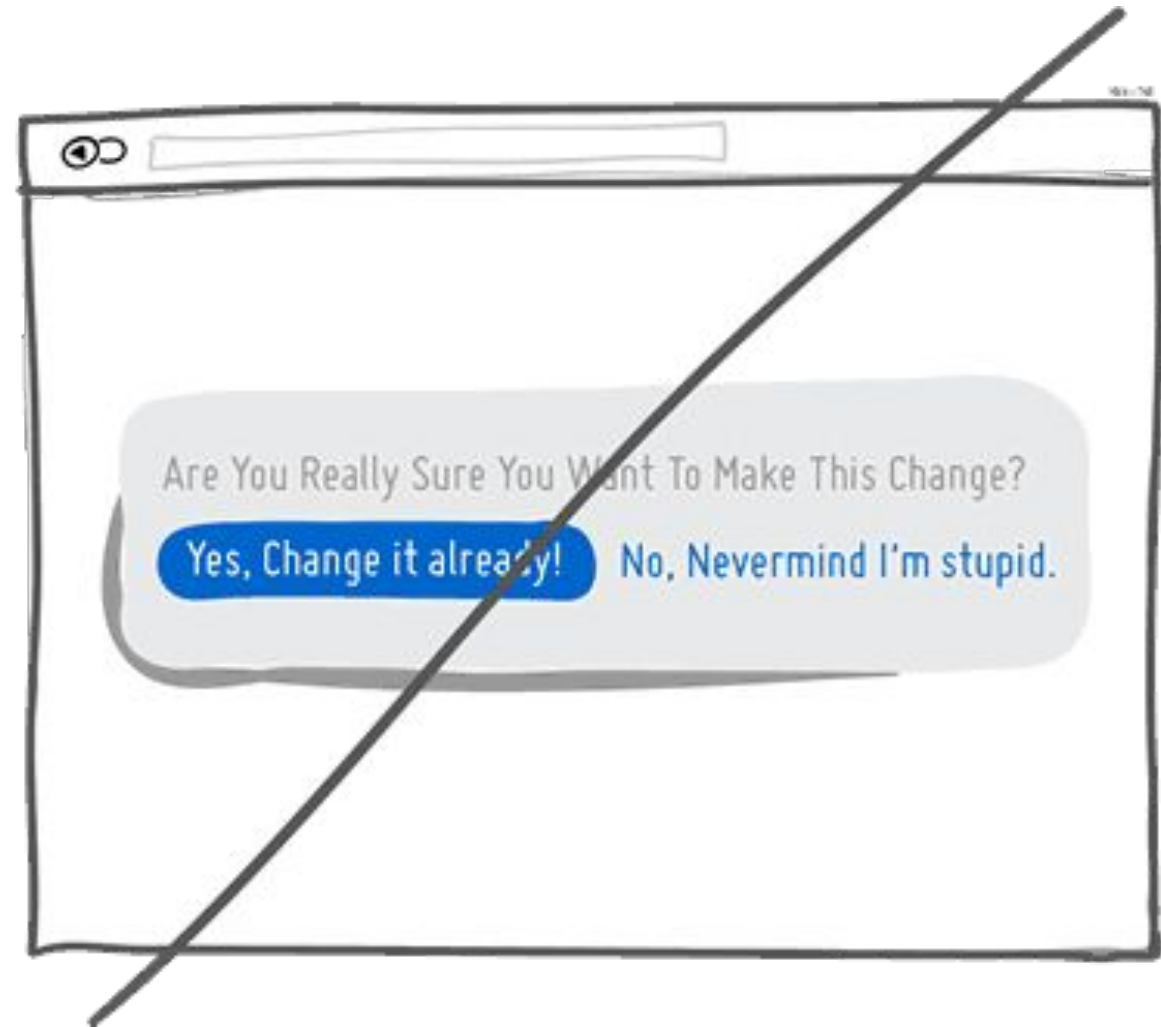 Are You Really Sure You Want To Make This Change?
Yes, Change it already! No, Nevermind I'm stupid.